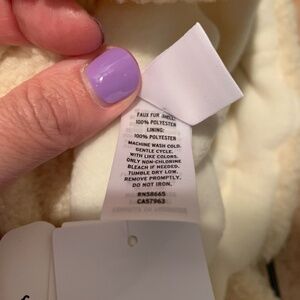 FAUX FUR SHELL:
100% POLYESTER
LINING:
100% POLYESTER
MACHINE WASH COLD.
GENTLE CYCLE.
WITH LIKE COLORS.
ONLY NON-CHLORINE
BLEACH IF NEEDED.
TUMBLE DRY LOW.
REMOVE PROMPTLY.
DO NOT IRON.
RN58665
CA57963